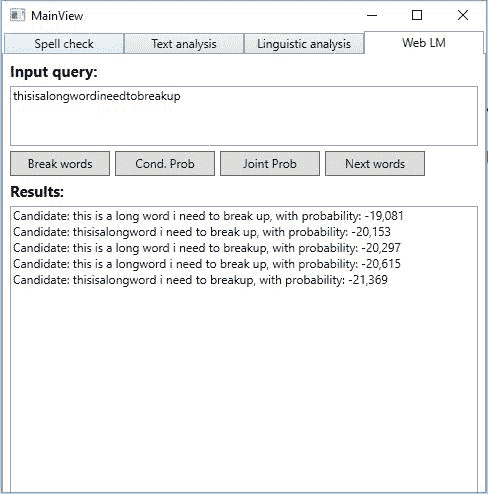 MainView
Spell check Text analysis Linguistic analysis Web LM
Input query:
thisisalongwordineedtobreakup
Break words Cond. Prob Joint Prob Next words
Results:
Candidate: this is a long word i need to break up, with probability: -19,081
Candidate: thisisalongword i need to break up, with probability: -20,153
Candidate: this is a long word i need to breakup, with probability: -20,297
Candidate: this is a longword i need to break up, with probability: -20,615
Candidate: thisisalongword i need to breakup, with probability: -21,369